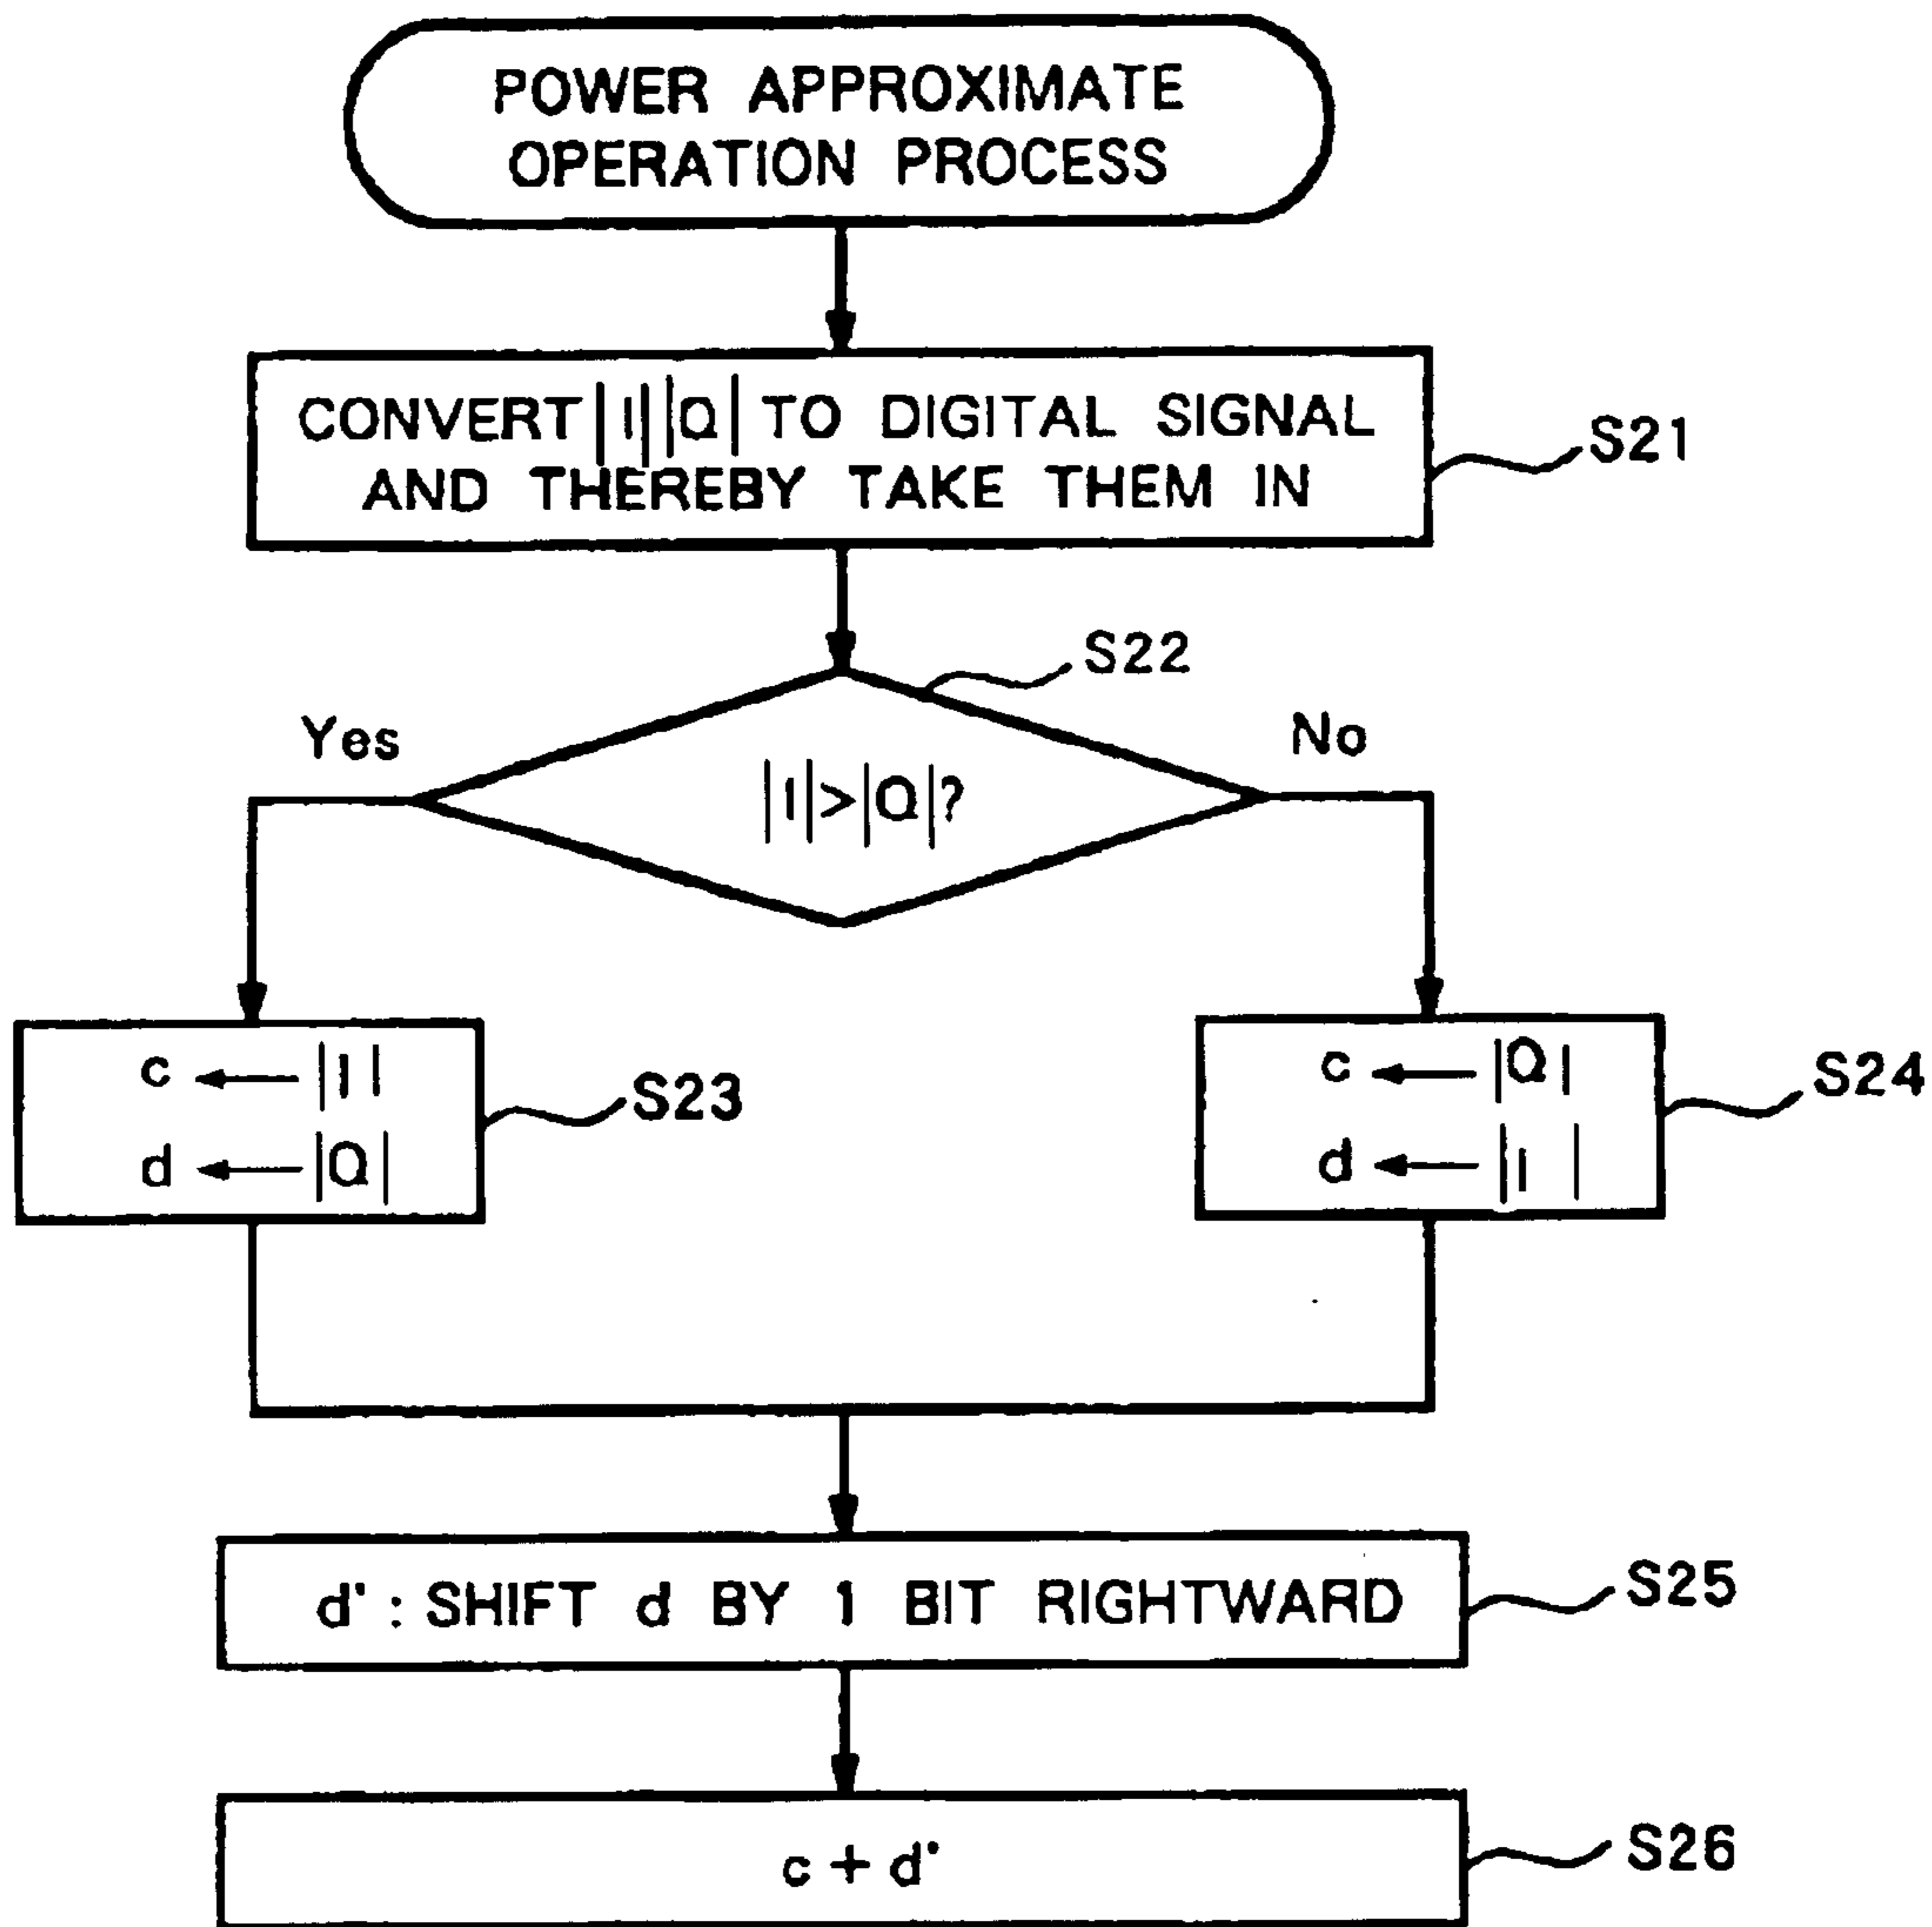 POWER APPROXIMATE
OPERATION PROCESS
CONVERT |I| |Q| TO DIGITAL SIGNAL
AND THEREBY TAKE THEM IN
S21
S22
Yes
No
|I|>|Q|?
c ← |I|
d ← |Q|
S23
c ← |Q|
d ← |I|
S24
d' : SHIFT d BY 1 BIT RIGHTWARD
S25
c + d'
S26